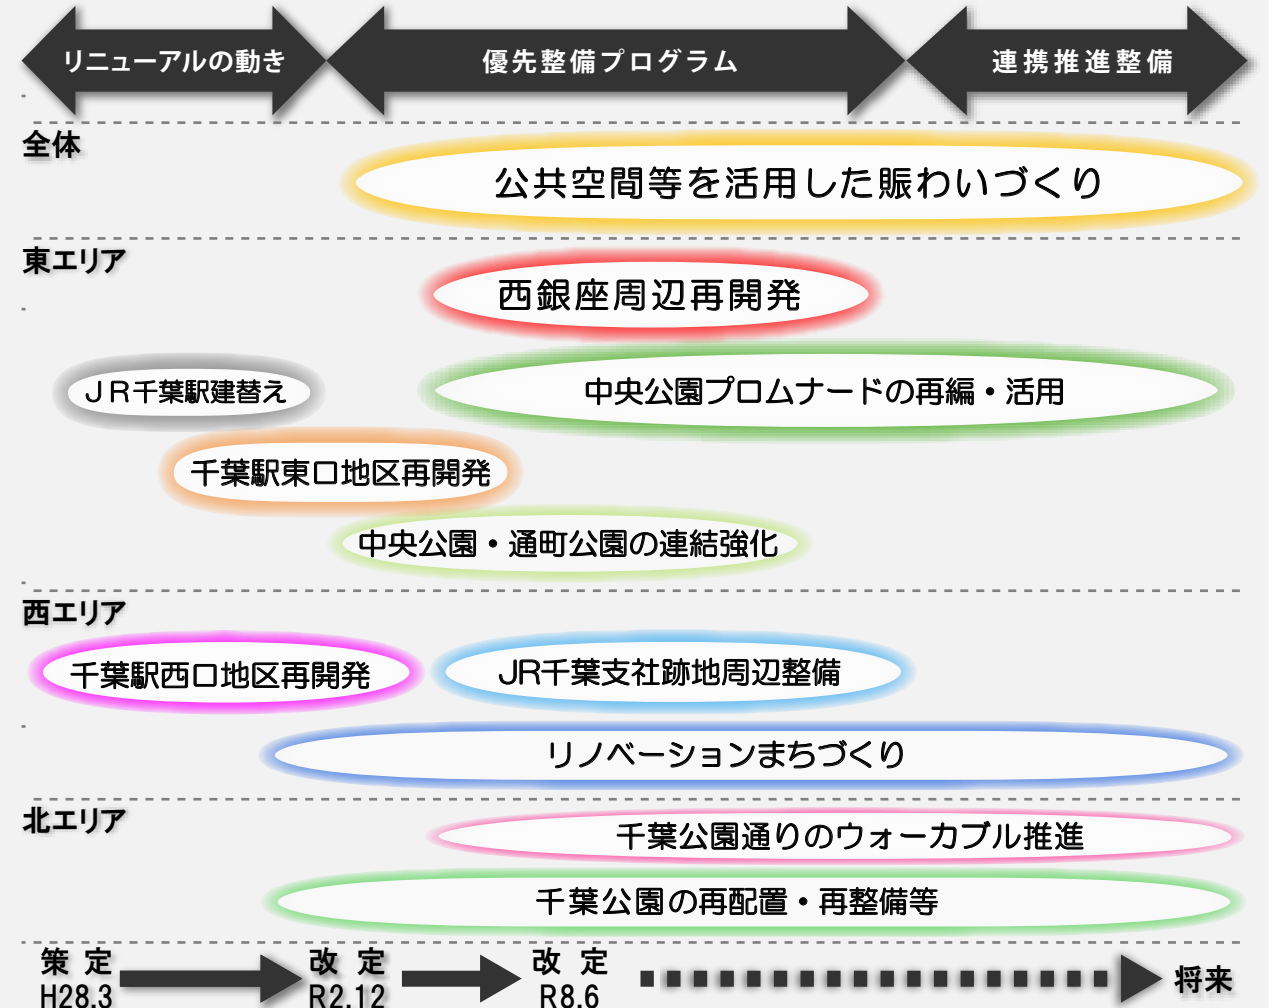 リニューアルの動き
優先整備プログラム
連携推進整備
全体
公共空間等を活用した賑わいづくり
東エリア
西銀座周辺再開発
JR千葉駅建替え
中央公園プロムナードの再編・活用
千葉駅東口地区再開発
中央公園・通町公園の連結強化
西エリア
千葉駅西口地区再開発
JR千葉支社跡地周辺整備
リノベーションまちづくり
北エリア
千葉公園通りのウォーカブル推進
千葉公園の再配置・再整備等
策定
H28.3
改定
R2.12
改定
R8.6
将来